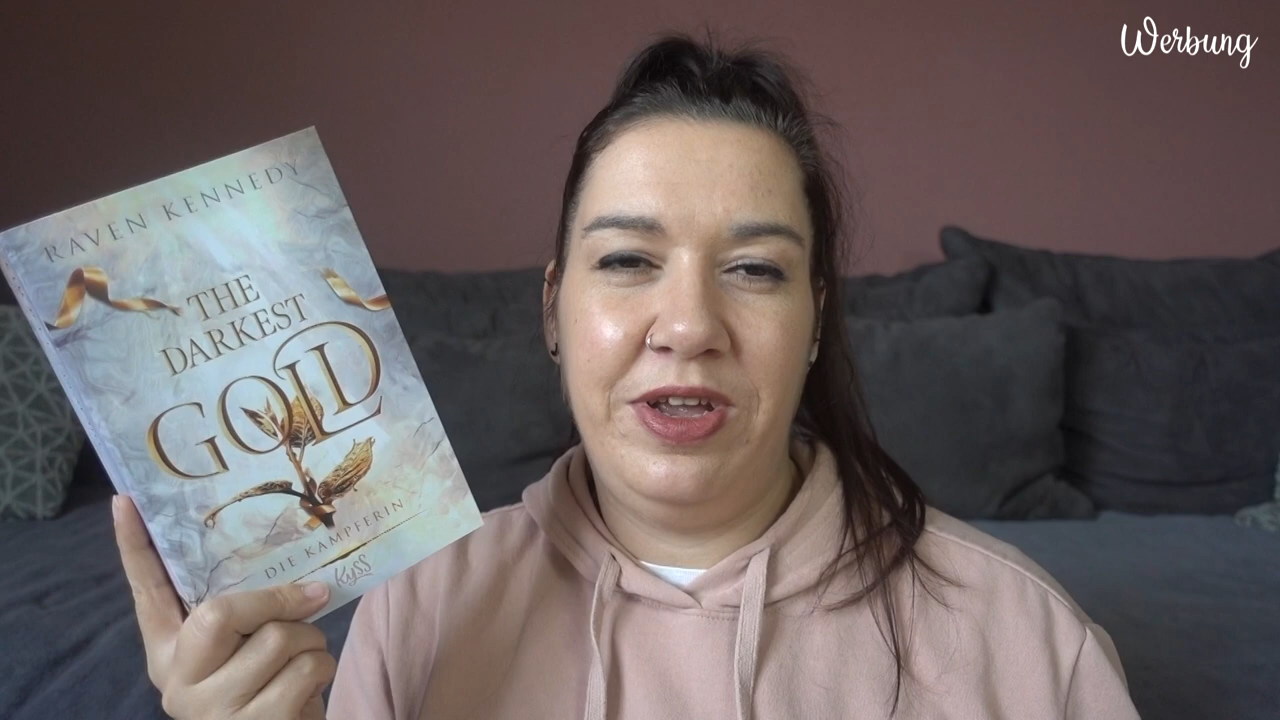 Werbung
RAVEN KENNEDY
THE
DARKEST
GOLD
DIE KÄMPFERIN
Kyss